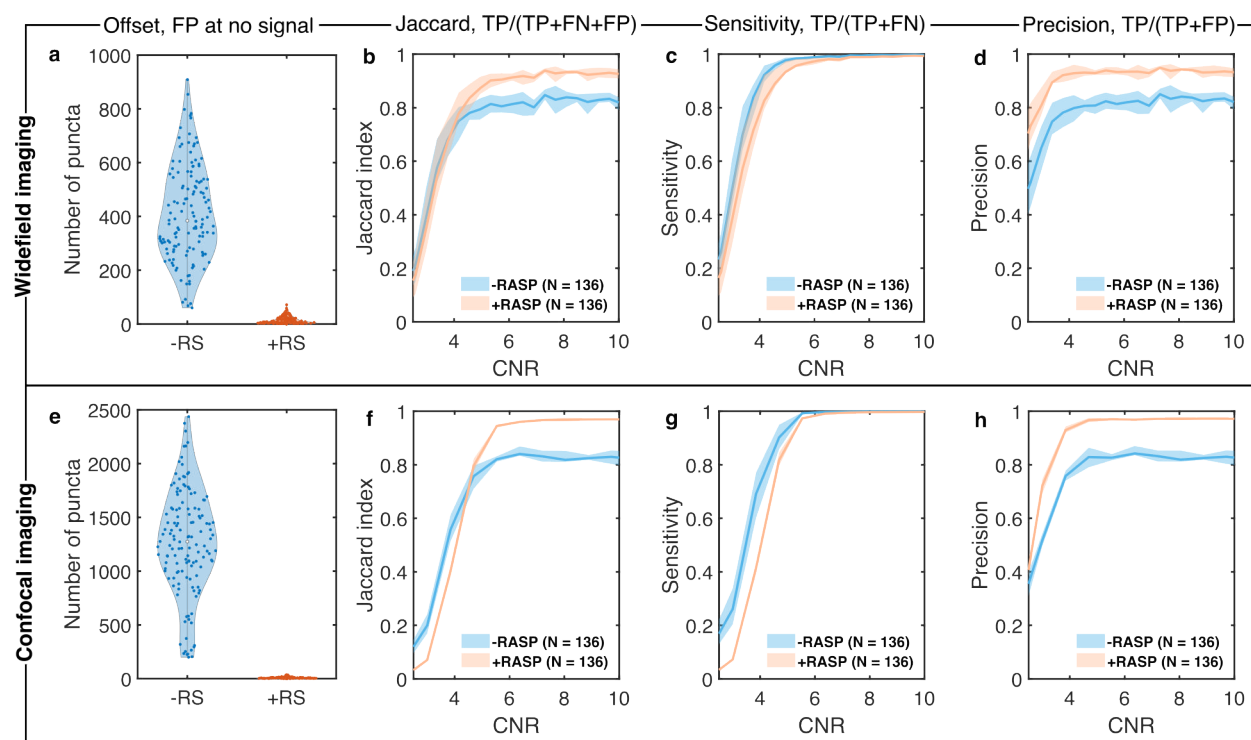 Offset, FP at no signal
Jaccard, TP/(TP+FN+FP)
Sensitivity, TP/(TP+FN)
Precision, TP/(TP+FP)
Widefield imaging
a
Number of puncta
1000
800
600
400
200
0
-RS
+RS
b
Jaccard index
1
0.8
0.6
0.4
0.2
0
-RASP (N = 136)
+RASP (N = 136)
4
6
8
10
CNR
c
Sensitivity
1
0.8
0.6
0.4
0.2
0
-RASP (N = 136)
+RASP (N = 136)
4
6
8
10
CNR
d
Precision
1
0.8
0.6
0.4
0.2
0
-RASP (N = 136)
+RASP (N = 136)
4
6
8
10
CNR
Confocal imaging
e
Number of puncta
2500
2000
1500
1000
500
0
-RS
+RS
f
Jaccard index
1
0.8
0.6
0.4
0.2
0
-RASP (N = 136)
+RASP (N = 136)
4
6
8
10
CNR
g
Sensitivity
1
0.8
0.6
0.4
0.2
0
-RASP (N = 136)
+RASP (N = 136)
4
6
8
10
CNR
h
Precision
1
0.8
0.6
0.4
0.2
0
-RASP (N = 136)
+RASP (N = 136)
4
6
8
10
CNR